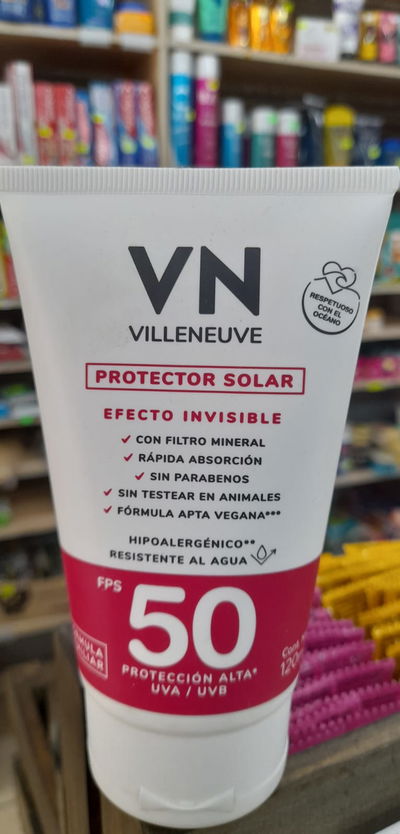 VN
VILLENEUVE
RESPETUOSO
CON EL
OCÉANO
PROTECTOR SOLAR
EFECTO INVISIBLE
✓ CON FILTRO MINERAL
✓ RÁPIDA ABSORCIÓN
✓ SIN PARABENOS
✓ SIN TESTEAR EN ANIMALES
✓ FÓRMULA APTA VEGANA***
HIPOALERGÉNICO**
RESISTENTE AL AGUA
FPS
50
PROTECCIÓN ALTA*
UVA / UVB